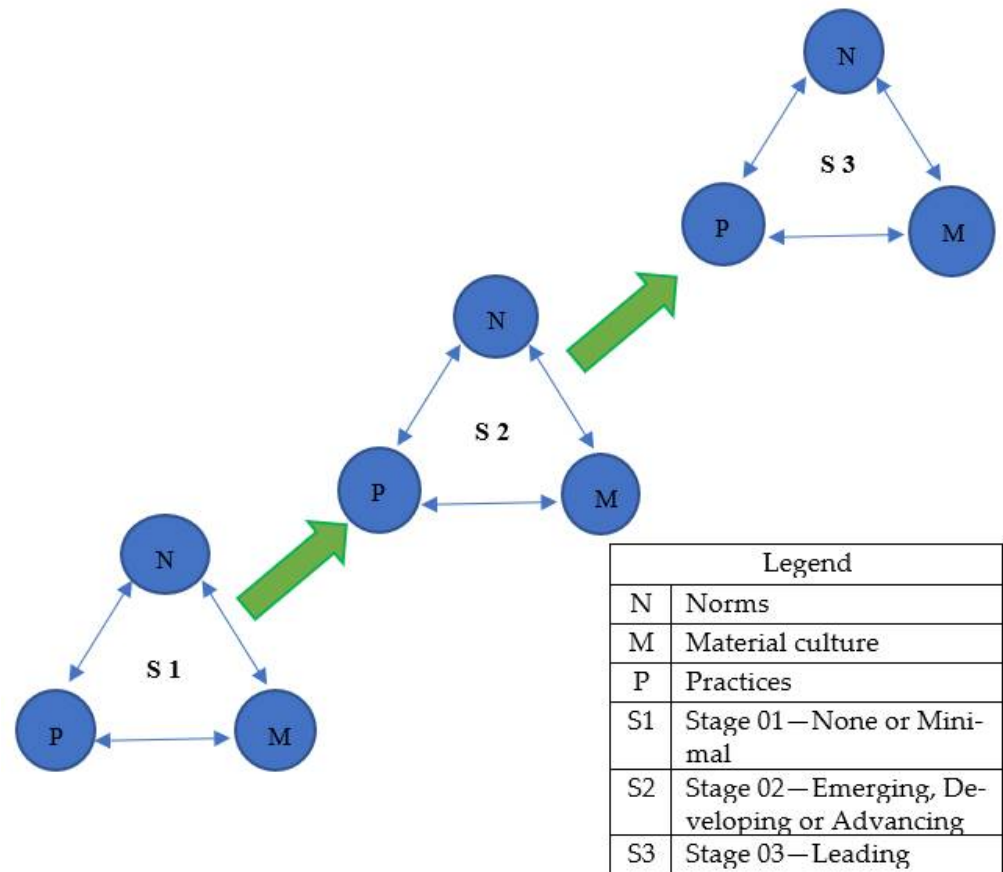 N
S 3
P
M
N
S 2
P
M
N
S 1
P
M
Legend
N Norms
M Material culture
P Practices
S1 Stage 01—None or Mini-
mal
S2 Stage 02—Emerging, De-
veloping or Advancing
S3 Stage 03—Leading